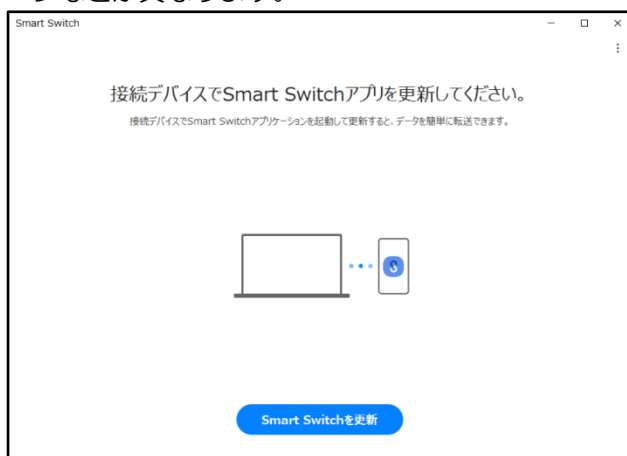 Smart Switch
接続デバイスでSmart Switchアプリを更新してください。
接続デバイスでSmart Switchアプリケーションを起動して更新すると、データを簡単に転送できます。
Smart Switchを更新